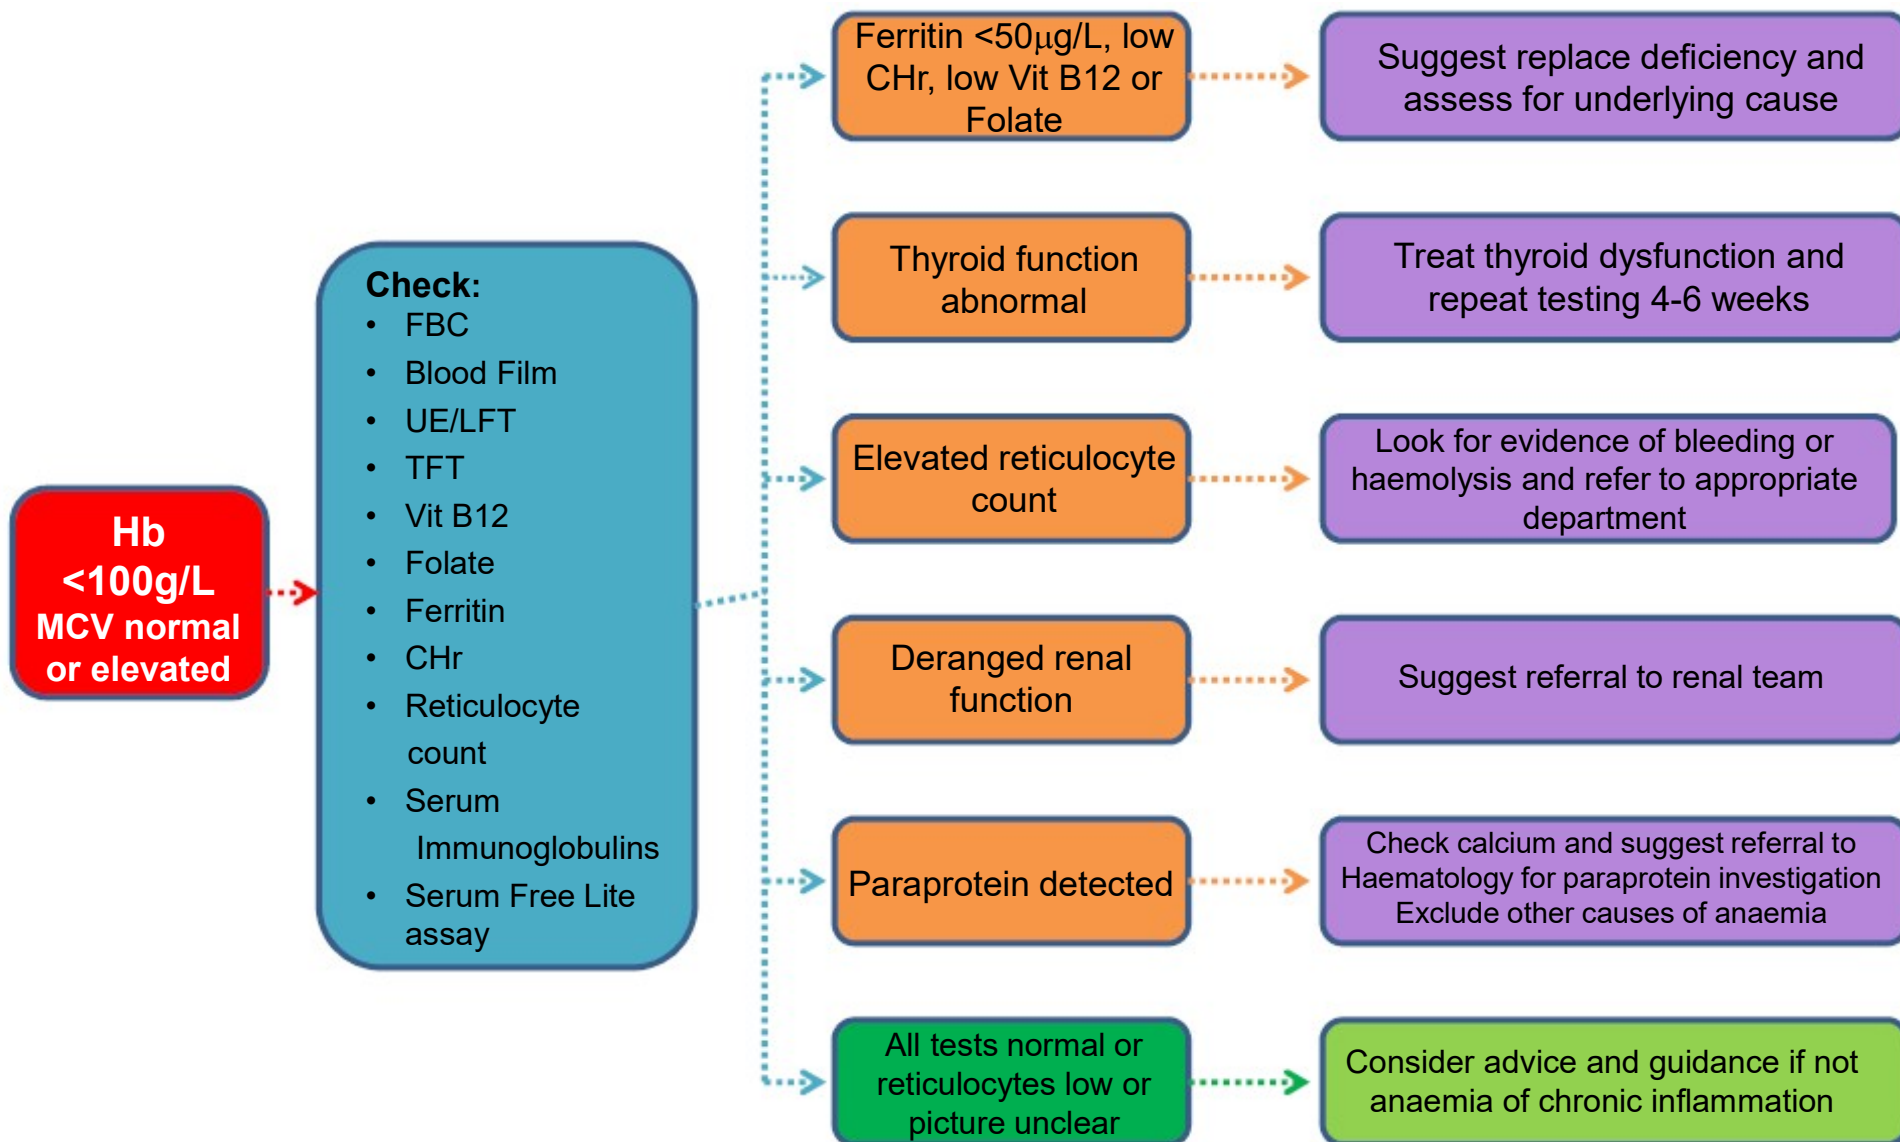 Hb
<100g/L
MCV normal
or elevated
Check:
• FBC
• Blood Film
• UE/LFT
• TFT
• Vit B12
• Folate
• Ferritin
• CHr
• Reticulocyte
count
• Serum
Immunoglobulins
• Serum Free Lite
assay
Ferritin <50μg/L, low
CHr, low Vit B12 or
Folate
Suggest replace deficiency and
assess for underlying cause
Thyroid function
abnormal
Treat thyroid dysfunction and
repeat testing 4-6 weeks
Elevated reticulocyte
count
Look for evidence of bleeding or
haemolysis and refer to appropriate
department
Deranged renal
function
Suggest referral to renal team
Paraprotein detected
Check calcium and suggest referral to
Haematology for paraprotein investigation
Exclude other causes of anaemia
All tests normal or
reticulocytes low or
picture unclear
Consider advice and guidance if not
anaemia of chronic inflammation